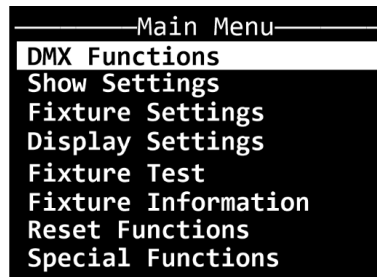 Main Menu
DMX Functions
Show Settings
Fixture Settings
Display Settings
Fixture Test
Fixture Information
Reset Functions
Special Functions